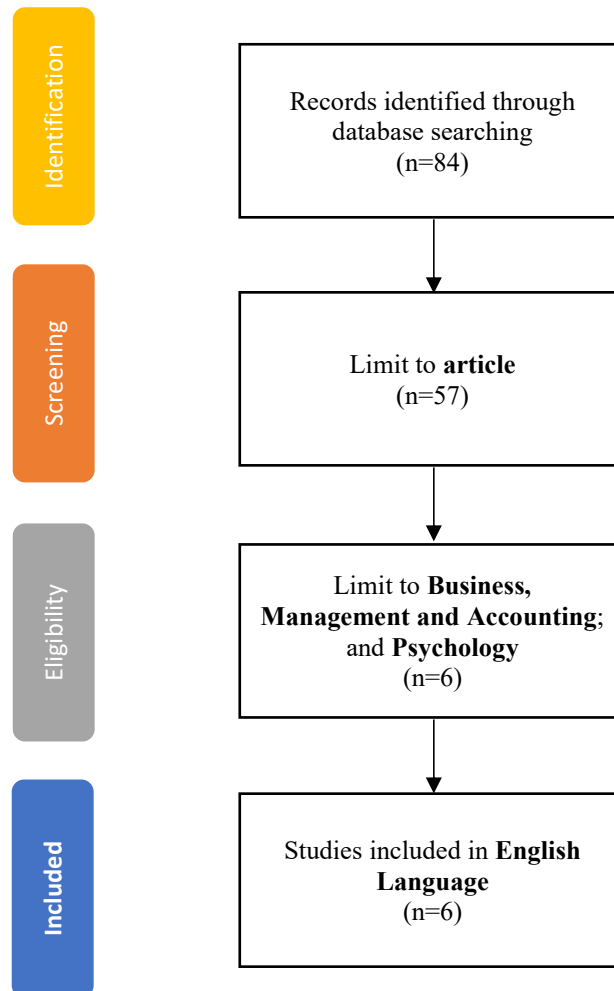 Identification
Records identified through
database searching
(n=84)
Screening
Limit to article
(n=57)
Eligibility
Limit to Business,
Management and Accounting;
and Psychology
(n=6)
Included
Studies included in English
Language
(n=6)